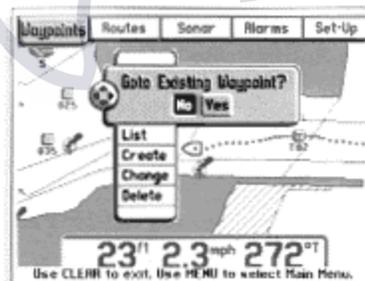 Waypoints Routes Sonar Alarms Set-Up
Goto Existing Waypoint?
No Yes
List
Create
Change
Delete
23ft 2.3mph 272°T
Use CLEAR to exit. Use MENU to select Main Menu.